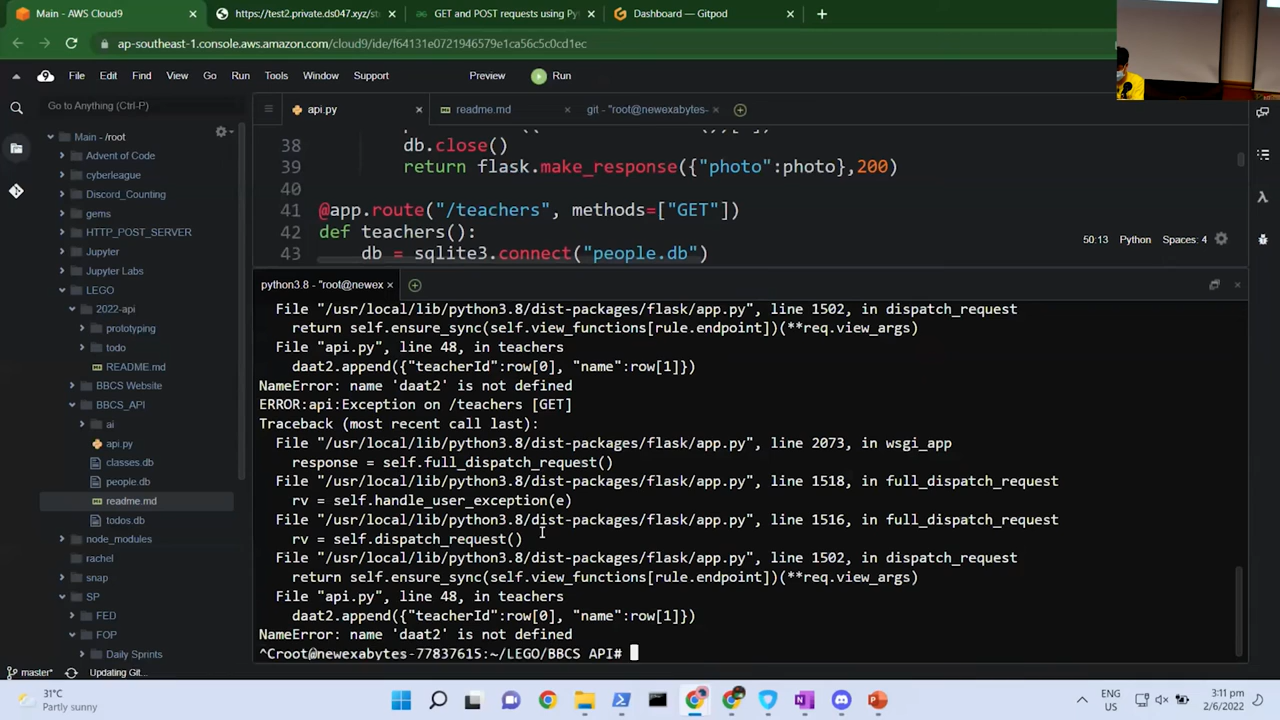 Main - AWS Cloud9
https://test2.private.ds047.xyz/st
GET and POST requests using Pyt
Dashboard — Gitpod
ap-southeast-1.console.aws.amazon.com/cloud9/ide/f64131e0721946579e1ca56c5c0cd1ec
File Edit Find View Go Run Tools Window Support Preview Run
Go to Anything (Ctrl-P)
api.py
readme.md
git - "root@newexabytes-
Main - /root
Advent of Code
cyberleague
Discord_Counting
gems
HTTP_POST_SERVER
Jupyter
Jupyter Labs
LEGO
2022-api
prototyping
todo
README.md
BBCS Website
BBCS_API
ai
api.py
classes.db
people.db
readme.md
todos.db
node_modules
rachel
snap
SP
FED
FOP
Daily Sprints
38 db.close()
39 return flask.make_response({"photo":photo},200)
40
41 @app.route("/teachers", methods=["GET"])
42 def teachers():
43 db = sqlite3.connect("people.db")
50:13 Python Spaces: 4
python3.8 - "root@newex
File "/usr/local/lib/python3.8/dist-packages/flask/app.py", line 1502, in dispatch_request
return self.ensure_sync(self.view_functions[rule.endpoint])(**req.view_args)
File "api.py", line 48, in teachers
daat2.append({"teacherId":row[0], "name":row[1]})
NameError: name 'daat2' is not defined
ERROR:api:Exception on /teachers [GET]
Traceback (most recent call last):
File "/usr/local/lib/python3.8/dist-packages/flask/app.py", line 2073, in wsgi_app
response = self.full_dispatch_request()
File "/usr/local/lib/python3.8/dist-packages/flask/app.py", line 1518, in full_dispatch_request
rv = self.handle_user_exception(e)
File "/usr/local/lib/python3.8/dist-packages/flask/app.py", line 1516, in full_dispatch_request
rv = self.dispatch_request()
File "/usr/local/lib/python3.8/dist-packages/flask/app.py", line 1502, in dispatch_request
return self.ensure_sync(self.view_functions[rule.endpoint])(**req.view_args)
File "api.py", line 48, in teachers
daat2.append({"teacherId":row[0], "name":row[1]})
NameError: name 'daat2' is not defined
^Croot@newexabytes-77837615:~/LEGO/BBCS API#
master* Updating Git...
31°C
Partly sunny
ENG
US
3:11 pm
2/6/2022